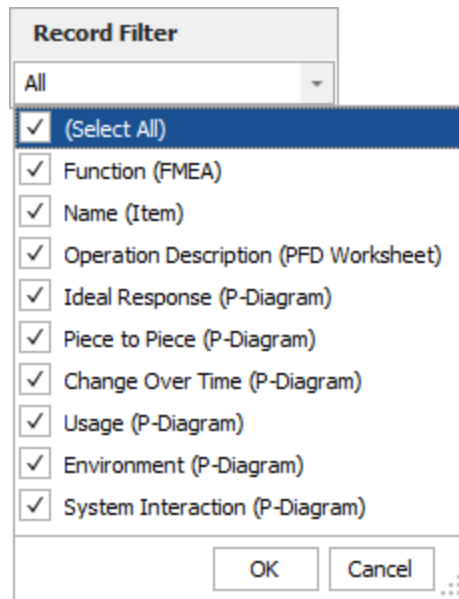 Record Filter
All
(Select All)
Function (FMEA)
Name (Item)
Operation Description (PFD Worksheet)
Ideal Response (P-Diagram)
Piece to Piece (P-Diagram)
Change Over Time (P-Diagram)
Usage (P-Diagram)
Environment (P-Diagram)
System Interaction (P-Diagram)
OK Cancel